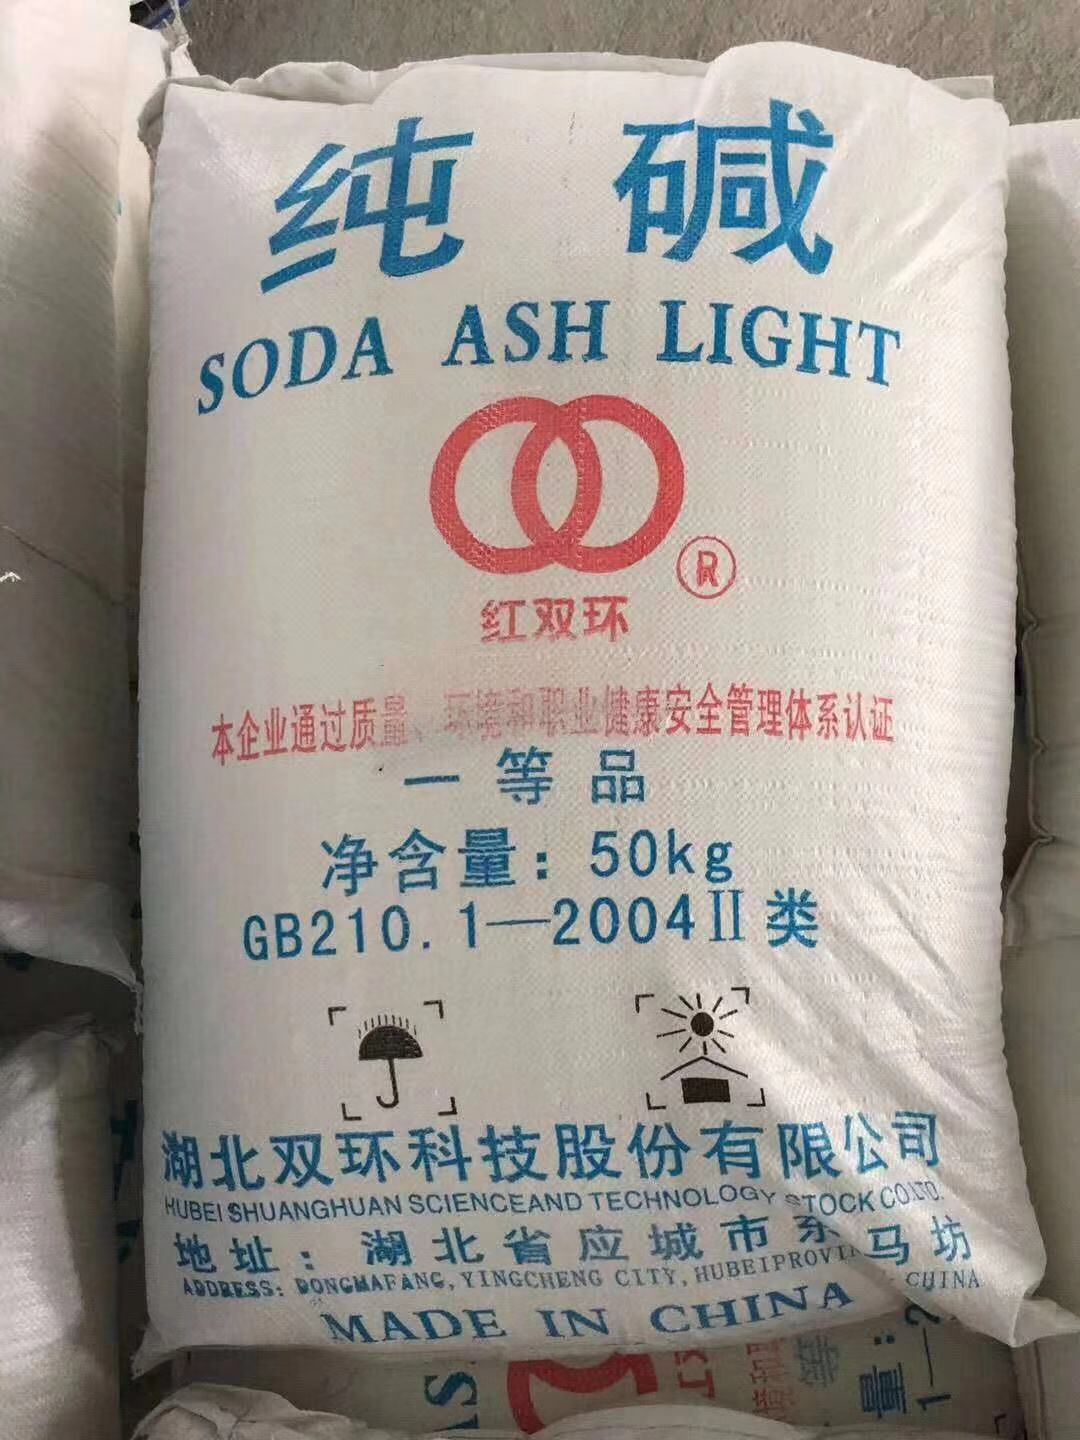 纯碱
SODA ASH LIGHT
R
红双环
本企业通过质量、环境和职业健康安全管理体系认证
一等品
净含量：50kg
GB210.1—2004Ⅱ类
湖北双环科技股份有限公司
HUBEI SHUANGHUAN SCIENCEAND TECHNOLOGY STOCK CO.LTD.
地址：湖北省应城市东马坊
ADDRESS: DONGMAFANG, YINGCHENG CITY, HUBEIPROVIN CHINA
MADE IN CHINA